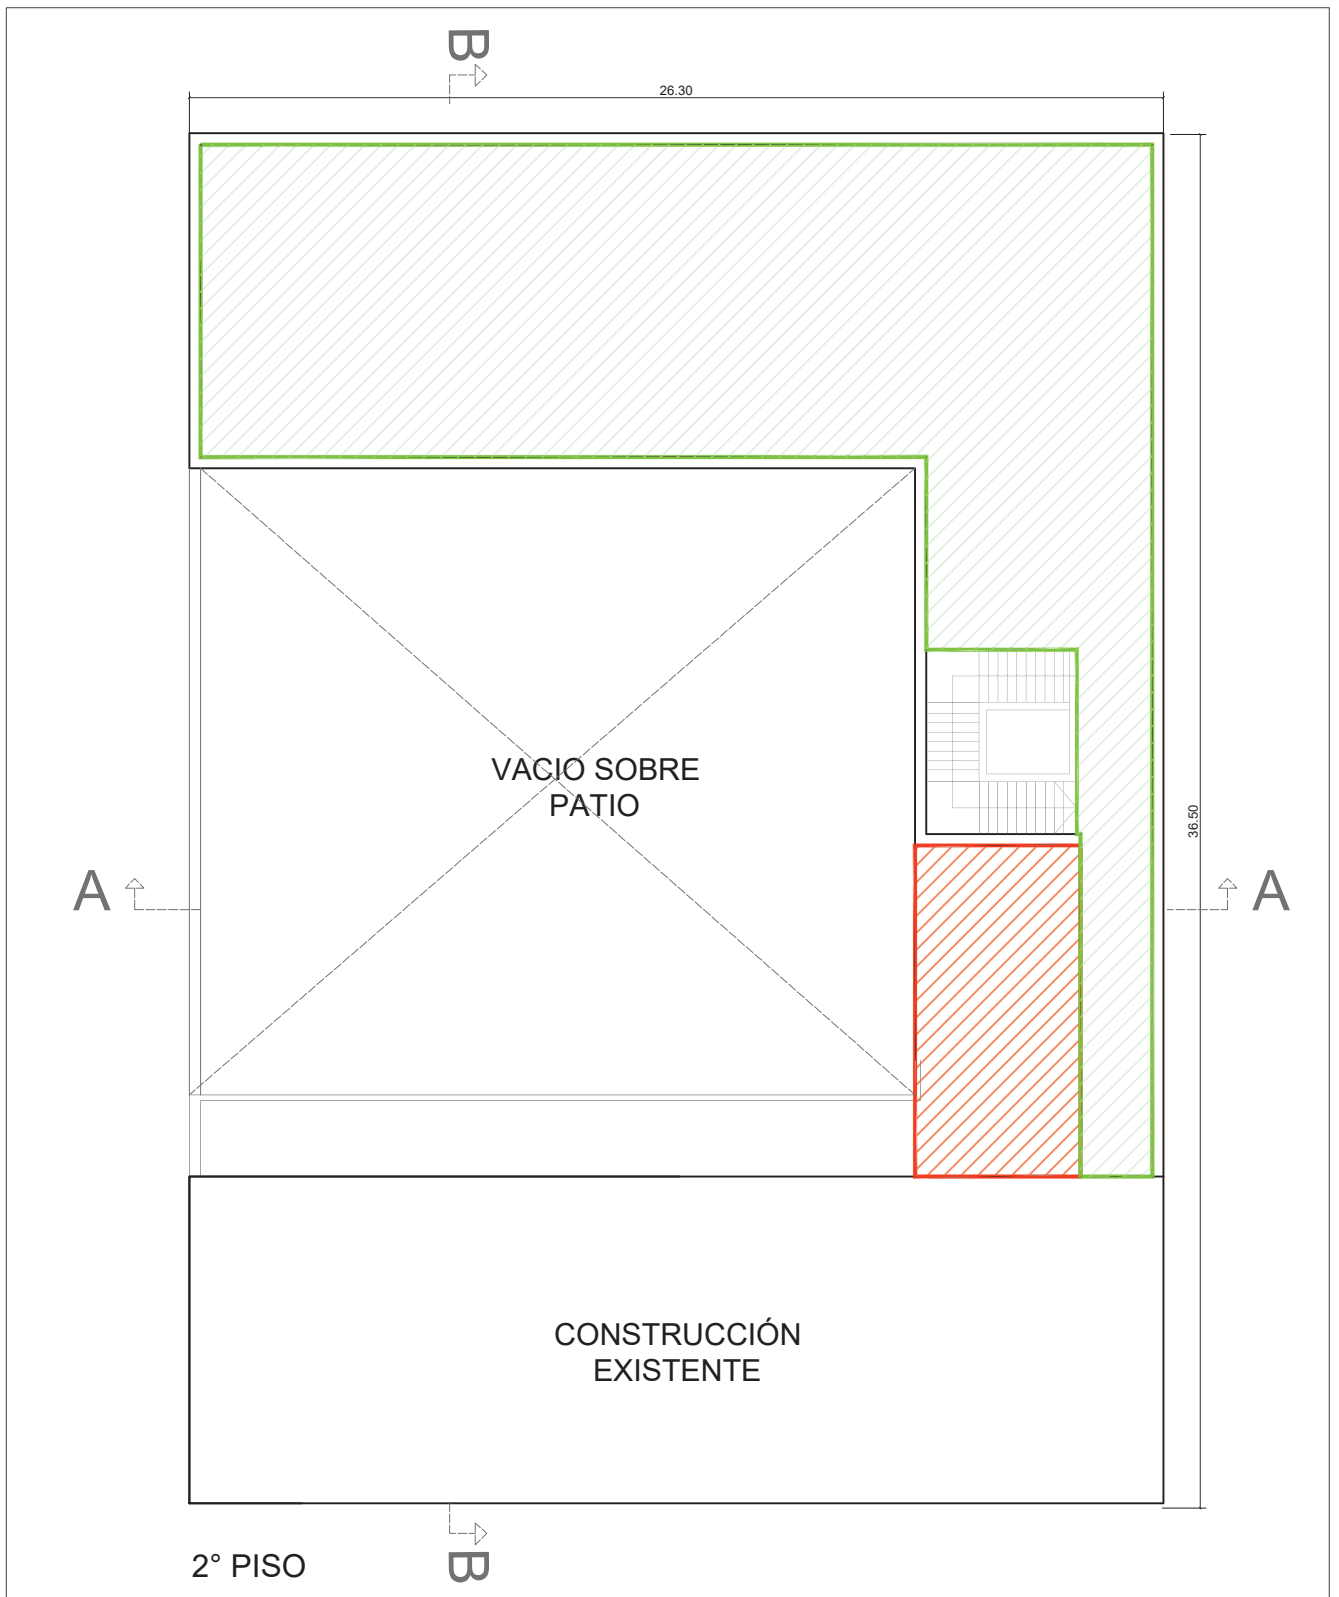 B
26.30
VACIO SOBRE
PATIO
36.50
A
A
CONSTRUCCIÓN
EXISTENTE
2° PISO
B